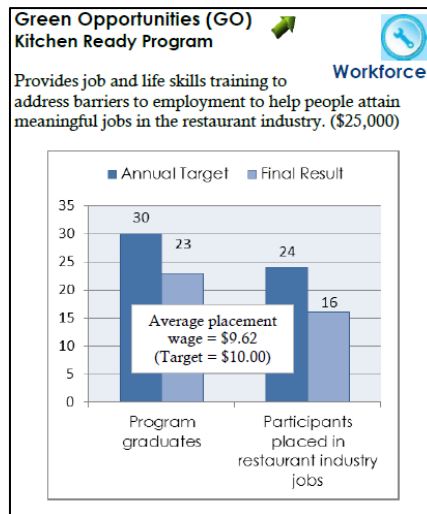 Green Opportunities (GO)
Kitchen Ready Program
Workforce
Provides job and life skills training to
address barriers to employment to help people attain
meaningful jobs in the restaurant industry. ($25,000)
Annual Target Final Result
35
30
25
20
15
10
5
0
30
23
24
16
Average placement
wage = $9.62
(Target = $10.00)
Program
graduates
Participants
placed in
restaurant industry
jobs